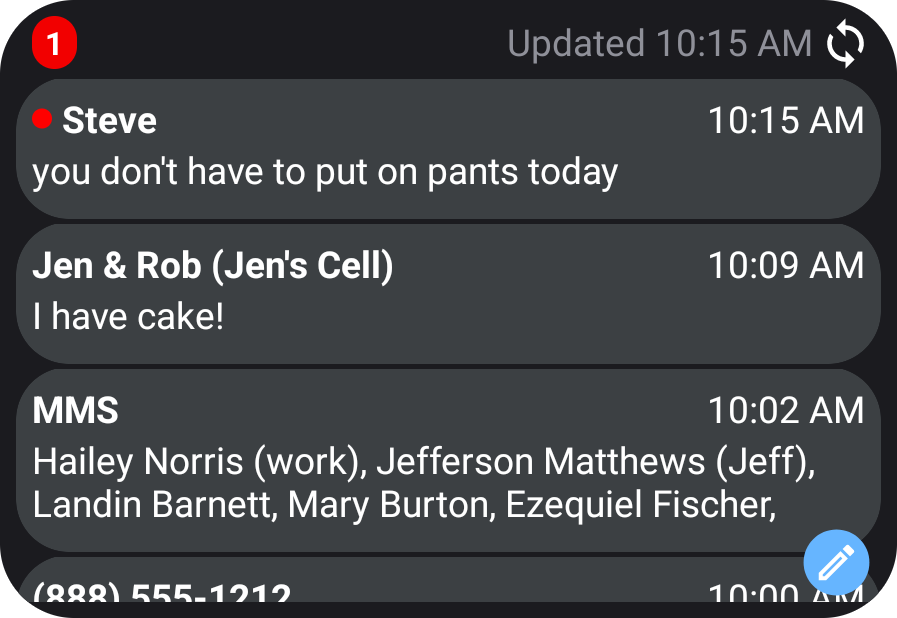 1
Updated 10:15 AM
Steve 10:15 AM
you don't have to put on pants today
Jen & Rob (Jen's Cell) 10:09 AM
I have cake!
MMS 10:02 AM
Hailey Norris (work), Jefferson Matthews (Jeff),
Landin Barnett, Mary Burton, Ezequiel Fischer,
(888) 555-1212 10:00 AM